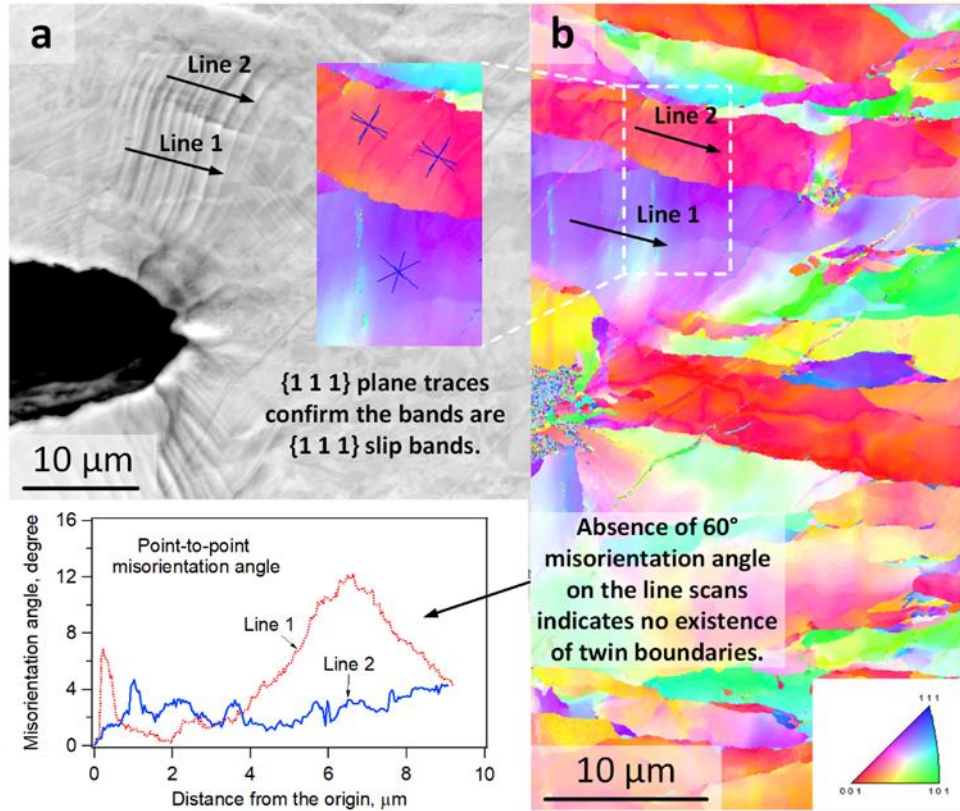 a
Line 2
Line 1
{1 1 1} plane traces
confirm the bands are
{1 1 1} slip bands.
10 µm
b
Line 2
Line 1
Absence of 60°
misorientation angle
on the line scans
indicates no existence
of twin boundaries.
10 µm
111
001
101
16
12
8
4
0
Misorientation angle, degree
Point-to-point
misorientation angle
Line 1
Line 2
0
2
4
6
8
10
Distance from the origin, µm